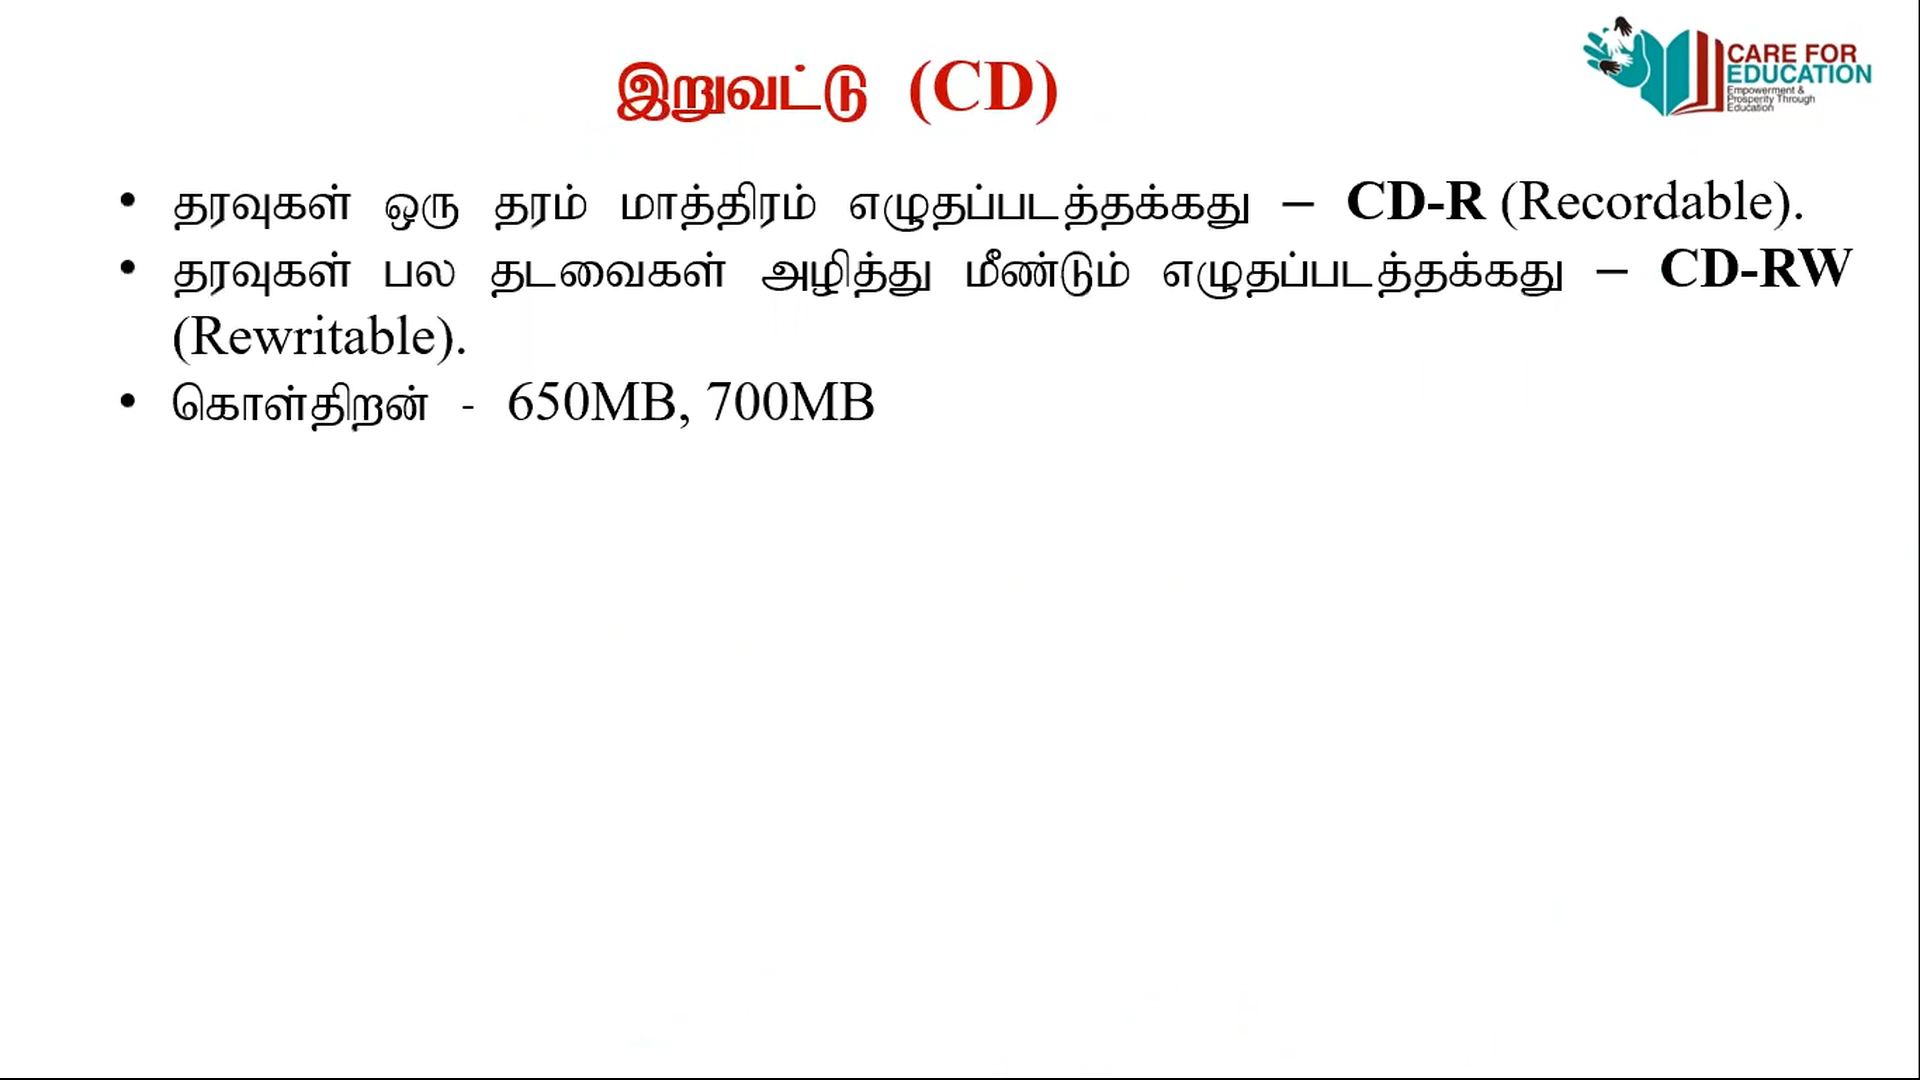 இறுவட்டு (CD)
CARE FOR
EDUCATION
Empowerment &
Prosperity Through
Education
• தரவுகள் ஒரு தரம் மாத்திரம் எழுதப்படத்தக்கது – CD-R (Recordable).
• தரவுகள் பல தடவைகள் அழித்து மீண்டும் எழுதப்படத்தக்கது – CD-RW
(Rewritable).
• கொள்திறன் - 650MB, 700MB